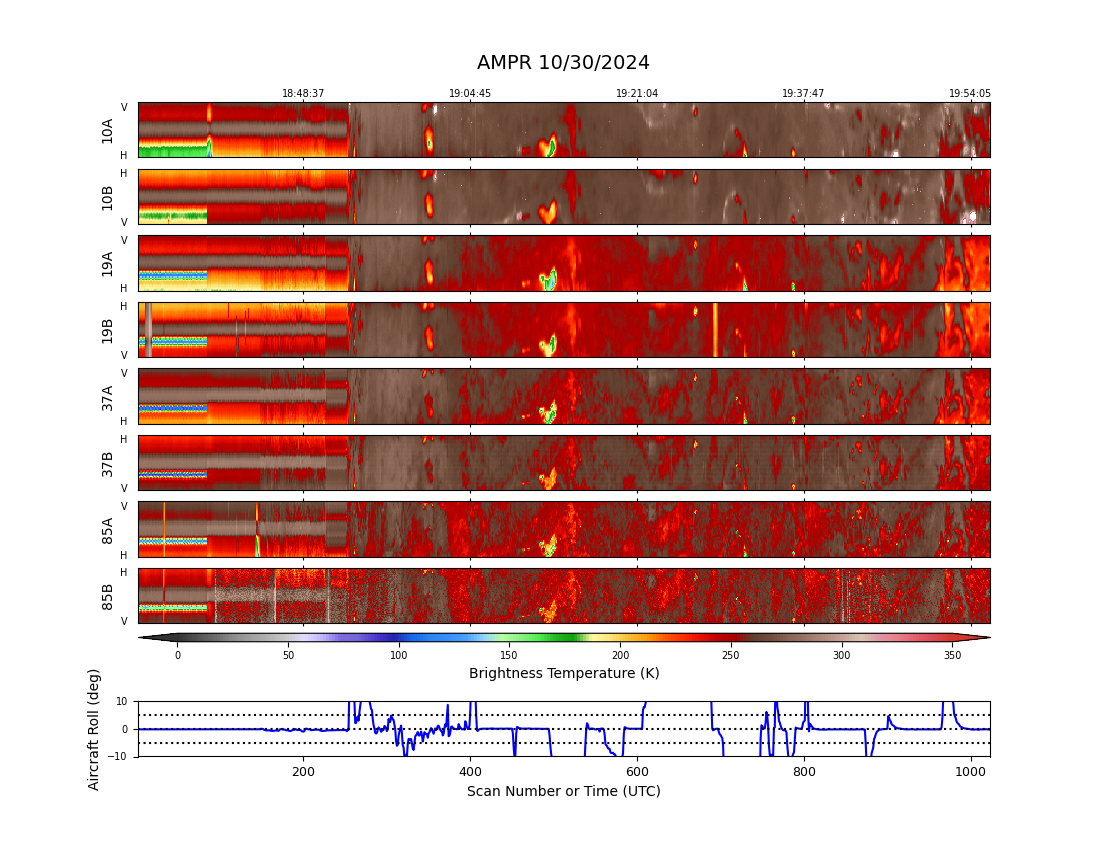 AMPR 10/30/2024
18:48:37 19:04:45 19:21:04 19:37:47 19:54:05
V
10A
H
H
10B
V
V
19A
H
H
19B
V
V
37A
H
H
37B
V
V
85A
H
H
85B
V
0 50 100 150 200 250 300 350
Brightness Temperature (K)
Aircraft Roll (deg)
10
0
−10
200 400 600 800 1000
Scan Number or Time (UTC)